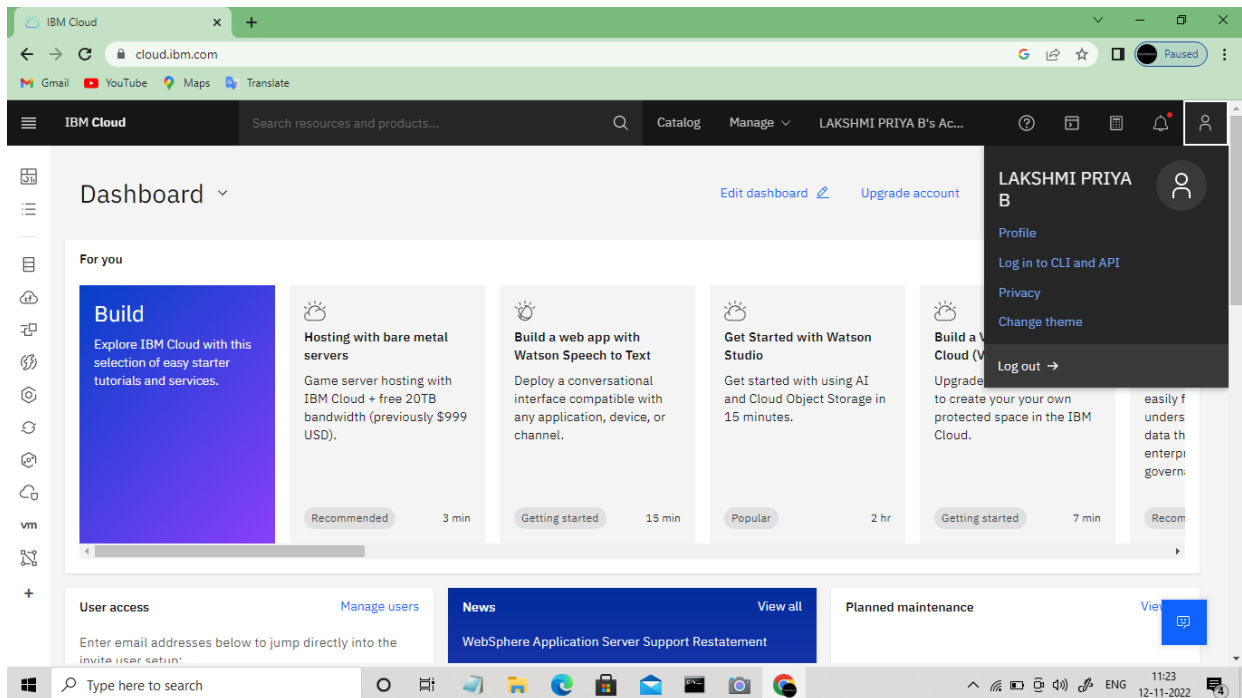 IBM Cloud
cloud.ibm.com
Paused
Gmail
YouTube
Maps
Translate
IBM Cloud
Search resources and products...
Catalog
Manage
LAKSHMI PRIYA B's Ac...
LAKSHMI PRIYA
B
Profile
Log in to CLI and API
Privacy
Change theme
Log out →
Dashboard
Edit dashboard
Upgrade account
For you
Build
Explore IBM Cloud with this
selection of easy starter
tutorials and services.
Hosting with bare metal
servers
Game server hosting with
IBM Cloud + free 20TB
bandwidth (previously $999
USD).
Recommended
3 min
Build a web app with
Watson Speech to Text
Deploy a conversational
interface compatible with
any application, device, or
channel.
Getting started
15 min
Get Started with Watson
Studio
Get started with using AI
and Cloud Object Storage in
15 minutes.
Popular
2 hr
Build a V
Cloud (V
Upgrade
to create your your own
protected space in the IBM
Cloud.
Getting started
7 min
easily f
unders
data th
enterpr
govern
Recom
vm
User access
Manage users
Enter email addresses below to jump directly into the
invite user setup:
News
View all
WebSphere Application Server Support Restatement
Planned maintenance
View
Type here to search
ENG
11:23
12-11-2022
4